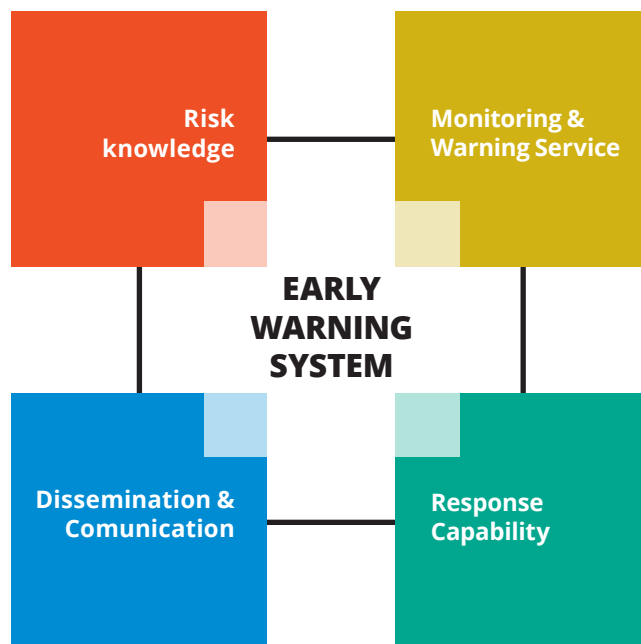 Risk
knowledge
Monitoring &
Warning Service
EARLY
WARNING
SYSTEM
Dissemination &
Comunication
Response
Capability